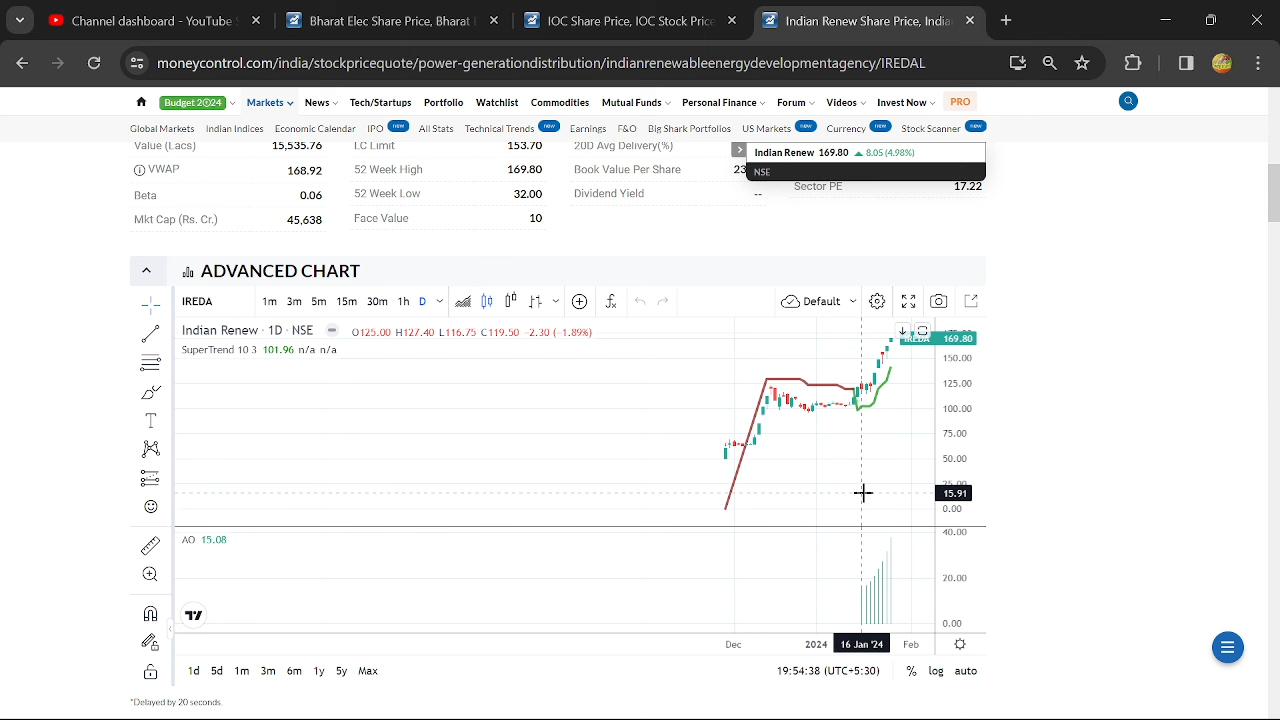 Channel dashboard - YouTube S
Bharat Elec Share Price, Bharat E
IOC Share Price, IOC Stock Price
Indian Renew Share Price, India
moneycontrol.com/india/stockpricequote/power-generation-distribution/indianrenewableenergydevelopmentagency/IREDAL
Budget 2024 Markets News Tech/Startups Portfolio Watchlist Commodities Mutual Funds Personal Finance Forum Videos Invest Now PRO
Global Markets Indian Indices Economic Calendar IPO new All Stats Technical Trends new Earnings F&O Big Shark Portfolios US Markets new Currency new Stock Scanner new
Value (Lacs) 15,535.76 LC Limit 153.70 20D Avg Delivery(%)
Indian Renew 169.80 8.05 (4.98%)
VWAP 168.92 52 Week High 169.80 Book Value Per Share 23
NSE
Beta 0.06 52 Week Low 32.00 Dividend Yield -- Sector PE 17.22
Mkt Cap (Rs. Cr.) 45,638 Face Value 10
ADVANCED CHART
IREDA 1m 3m 5m 15m 30m 1h D Default
Indian Renew · 1D · NSE O125.00 H127.40 L116.75 C119.50 −2.30 (−1.89%)
IREDA 169.80
SuperTrend 10 3 101.96 n/a n/a
150.00
125.00
100.00
75.00
50.00
25.00
15.91
0.00
40.00
AO 15.08
20.00
0.00
Dec 2024 16 Jan '24 Feb
1d 5d 1m 3m 6m 1y 5y Max 19:54:38 (UTC+5:30) % log auto
*Delayed by 20 seconds.